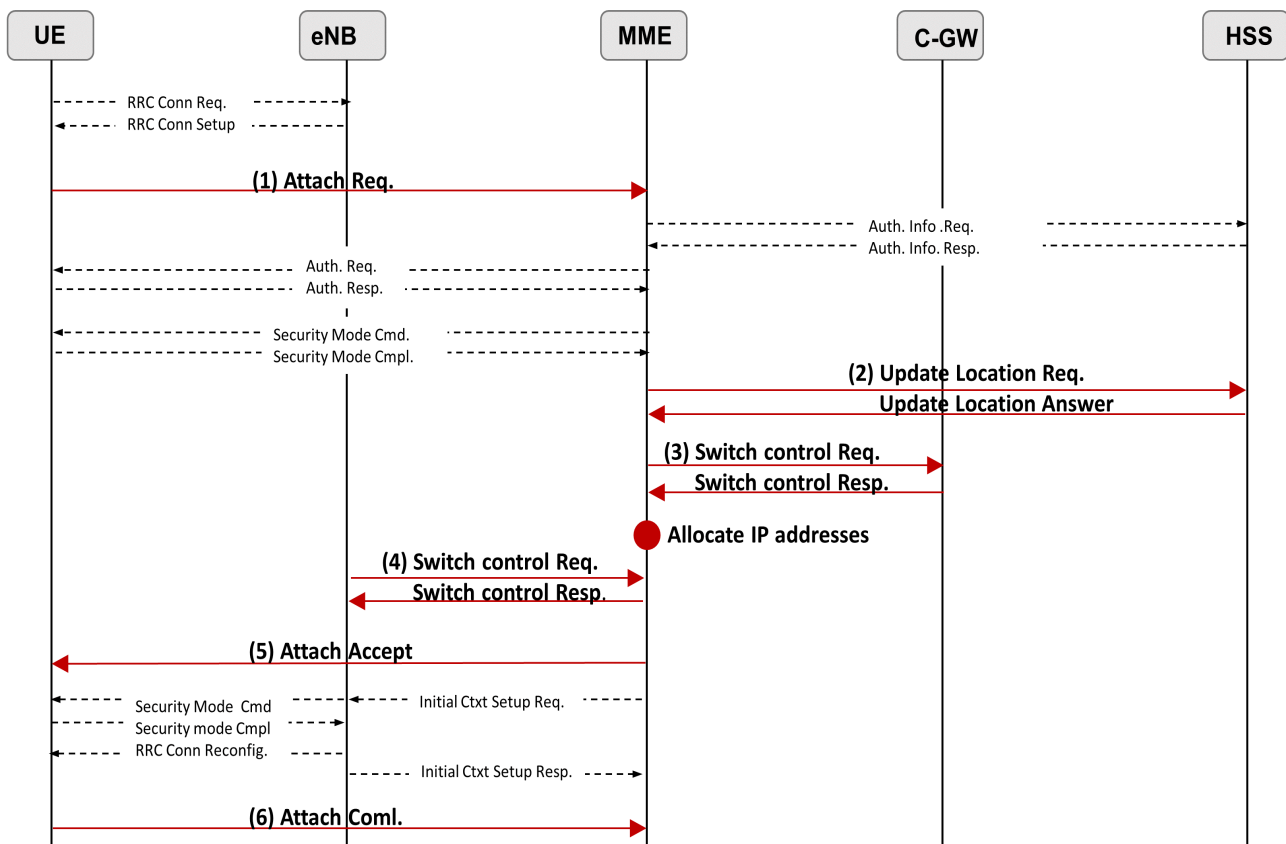 UE
eNB
MME
C-GW
HSS
RRC Conn Req.
RRC Conn Setup
(1) Attach Req.
Auth. Info .Req.
Auth. Info. Resp.
Auth. Req.
Auth. Resp.
Security Mode Cmd.
Security Mode Cmpl.
(2) Update Location Req.
Update Location Answer
(3) Switch control Req.
Switch control Resp.
Allocate IP addresses
(4) Switch control Req.
Switch control Resp.
(5) Attach Accept
Initial Ctxt Setup Req.
Security Mode Cmd
Security mode Cmpl
RRC Conn Reconfig.
Initial Ctxt Setup Resp.
(6) Attach Coml.